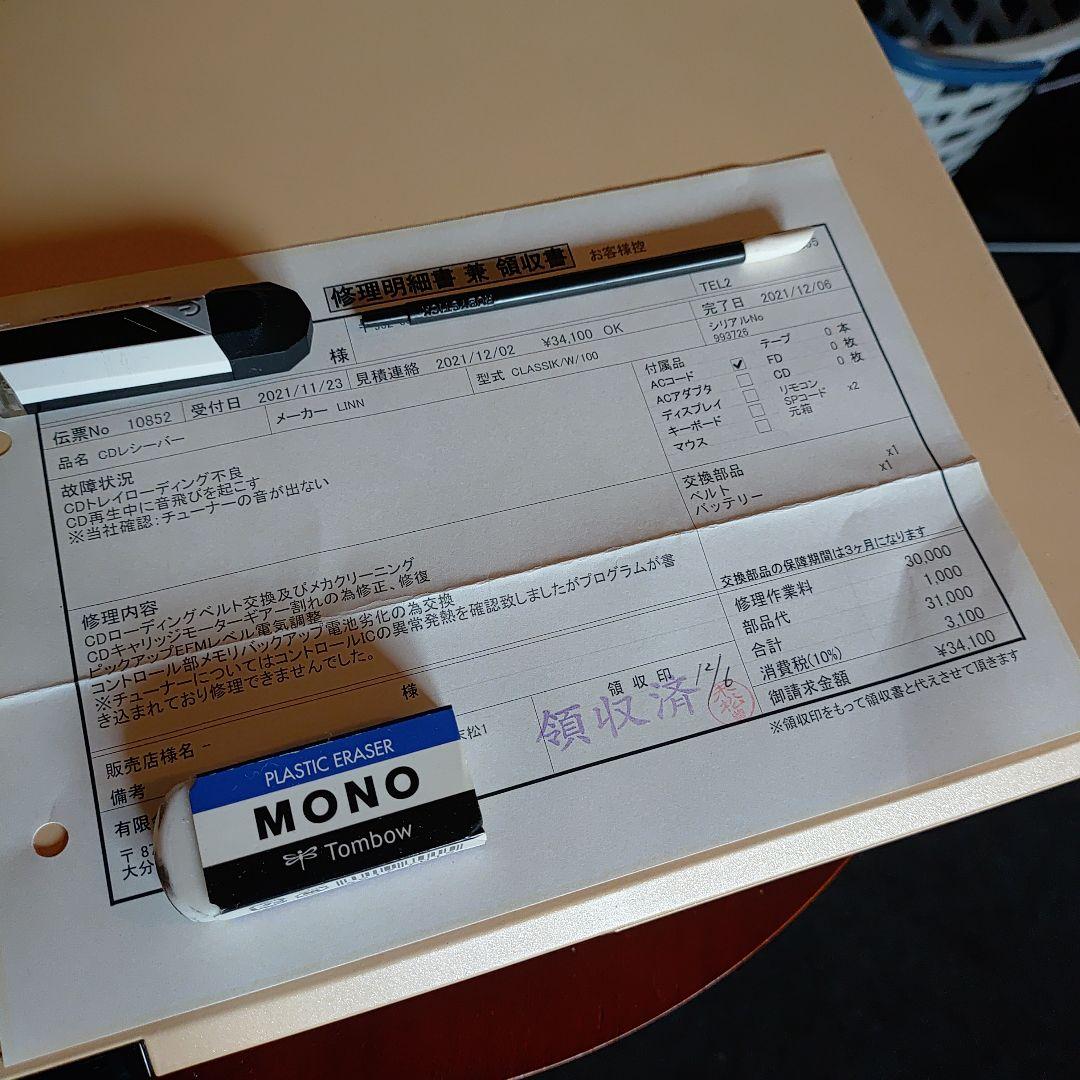 修理明細書 兼 領収書 お客様控
TEL2
様
完了日 2021/12/06
伝票No 10852 受付日 2021/11/23 見積連絡 2021/12/02 ¥34,100 OK
シリアルNo
993726
品名 CDレシーバー メーカー LINN 型式 CLASSIK/W/100
故障状況
CDトレイローディング不良
CD再生中に音飛びを起こす
※当社確認:チューナーの音が出ない
付属品 テープ 0 本
ACコード ✔ FD 0 枚
ACアダプタ CD 0 枚
ディスプレイ リモコン
キーボード SPコード x2
マウス 元箱
交換部品
ベルト x1
バッテリー x1
修理内容
CDローディングベルト交換及びメカクリーニング
CDキャリッジモーターギアー割れの為修正、修復
ピックアップEFMレベル電気調整
コントロール部メモリバックアップ電池劣化の為交換
※チューナーについてはコントロールICの異常発熱を確認致しましたがプログラムが書
き込まれており修理できませんでした。
交換部品の保障期間は3ヶ月になります
修理作業料 30,000
部品代 1,000
合計 31,000
消費税(10%) 3,100
御請求金額 ¥34,100
販売店様名 - 様
領収印 12/6
領収済
備考
末松1
有限
〒87
大分
※領収印をもって領収書と代えさせて頂きます
PLASTIC ERASER
MONO
Tombow